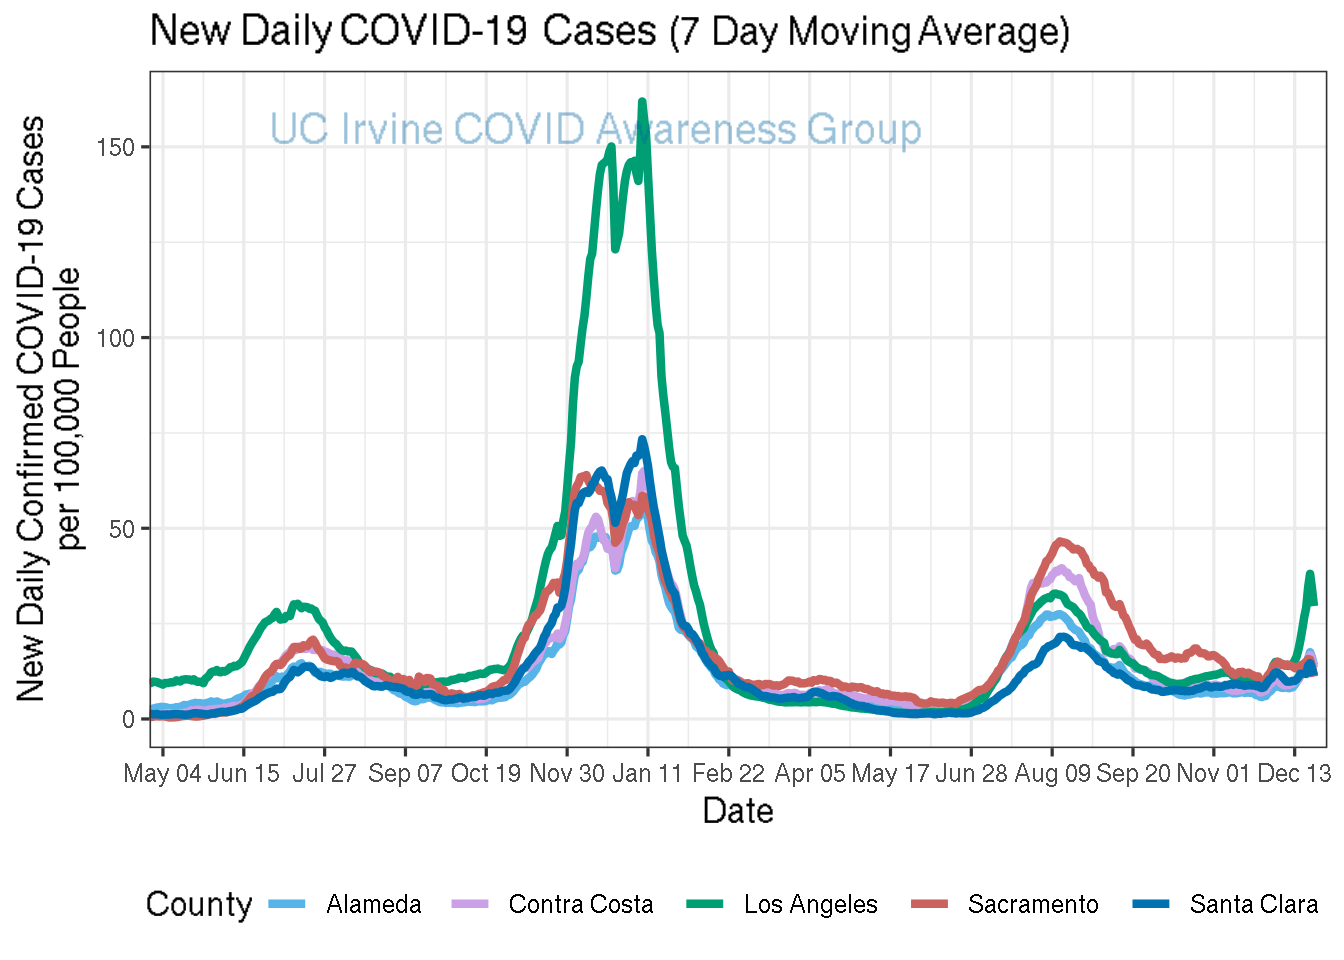 New Daily COVID-19 Cases (7 Day Moving Average)
UC Irvine COVID Awareness Group
New Daily Confirmed COVID-19 Cases
per 100,000 People
150
100
50
0
May 04 Jun 15 Jul 27 Sep 07 Oct 19 Nov 30 Jan 11 Feb 22 Apr 05 May 17 Jun 28 Aug 09 Sep 20 Nov 01 Dec 13
Date
County Alameda Contra Costa Los Angeles Sacramento Santa Clara